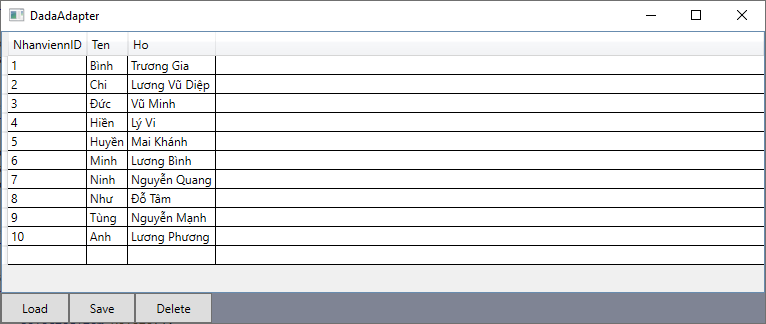 DadaAdapter
NhanviennID Ten Ho
1 Bình Trương Gia
2 Chi Lương Vũ Diệp
3 Đức Vũ Minh
4 Hiền Lý Vi
5 Huyền Mai Khánh
6 Minh Lương Bình
7 Ninh Nguyễn Quang
8 Như Đỗ Tâm
9 Tùng Nguyễn Mạnh
10 Anh Lương Phương
Load Save Delete